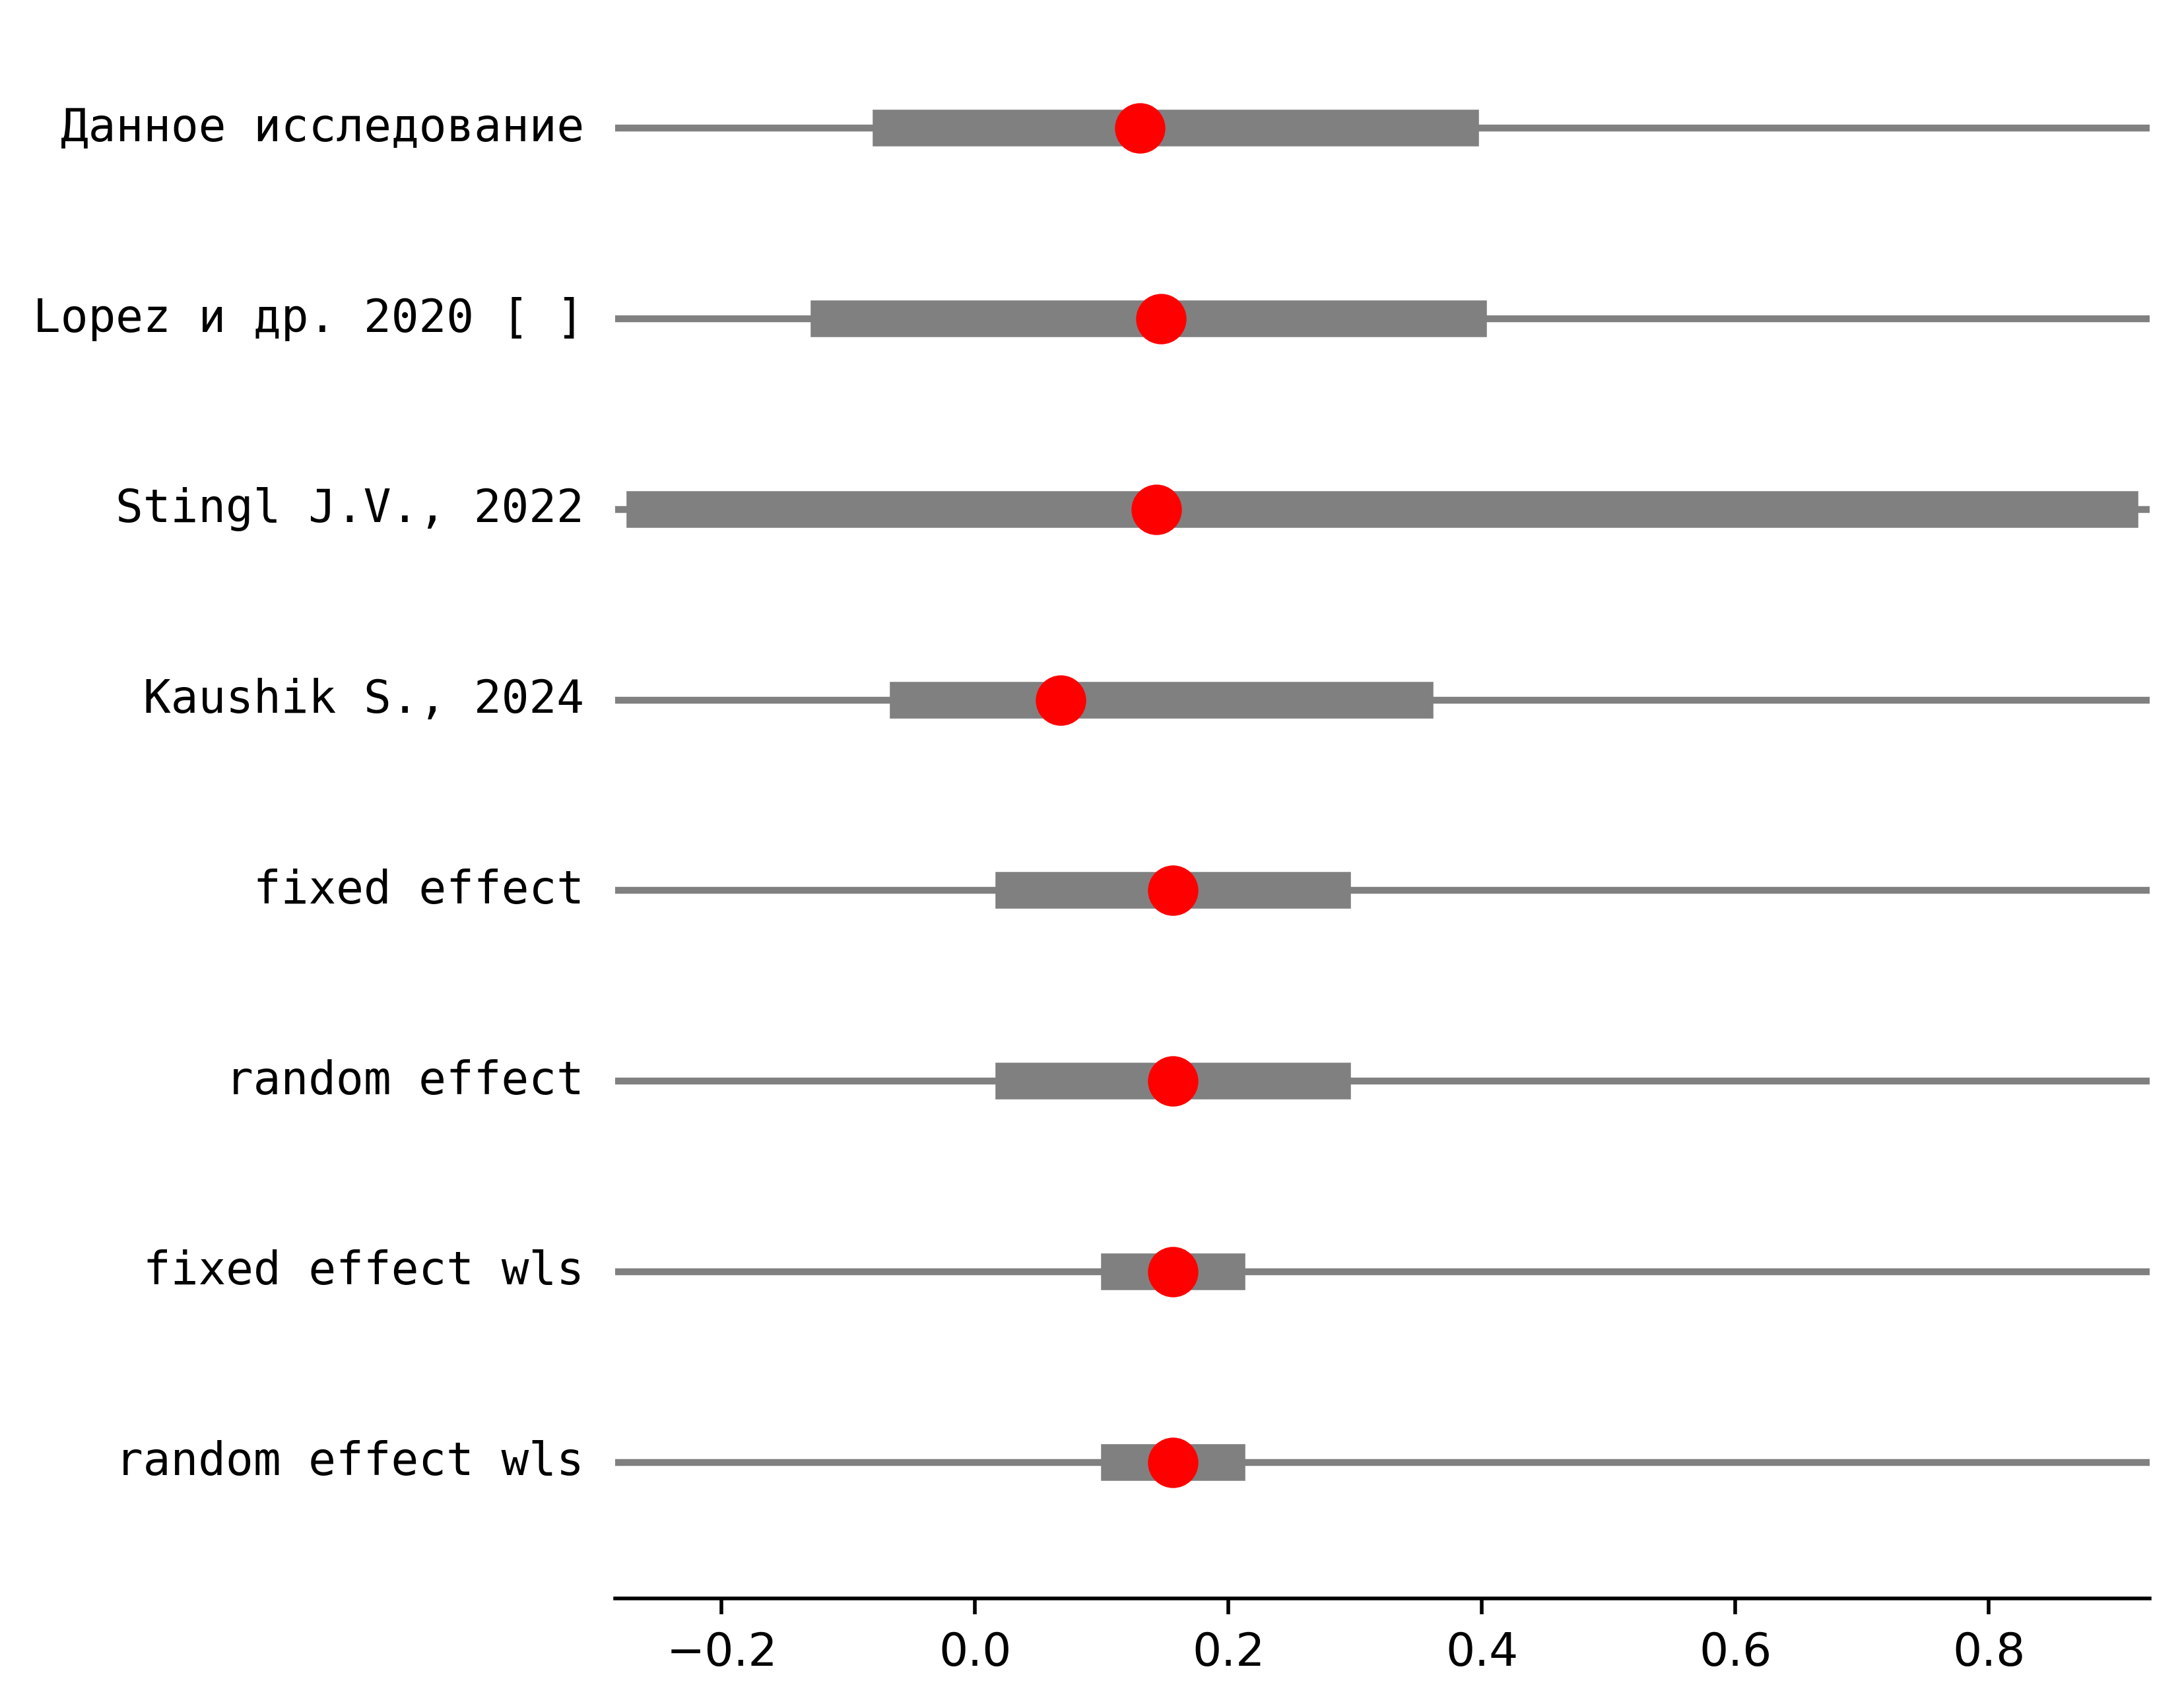 Данное исследование
Lopez и др. 2020 [ ]
Stingl J.V., 2022
Kaushik S., 2024
fixed effect
random effect
fixed effect wls
random effect wls
−0.2 0.0 0.2 0.4 0.6 0.8